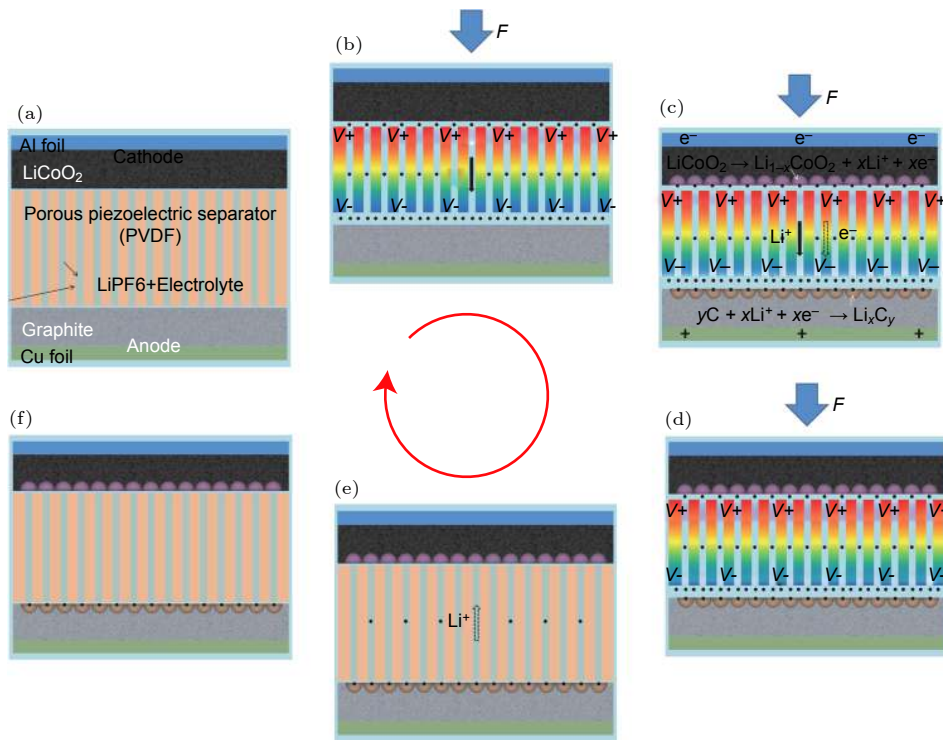 (a)
Al foil
Cathode
LiCoO₂
Porous piezoelectric separator
(PVDF)
LiPF6+Electrolyte
Graphite
Anode
Cu foil
(b)
F
V+ V+ V+ V+ V+
V- V- V- V- V-
(c)
F
e⁻ e⁻ e⁻
LiCoO₂ → Li₁₋ₓCoO₂ + xLi⁺ + xe⁻
V+ V+ V+ V+ V+ V+
Li⁺ e⁻
V– V– V– V– V– V–
yC + xLi⁺ + xe⁻ → LiₓCᵧ
+ + +
(d)
F
V+ V+ V+ V+ V+ V+
V- V- V- V- V- V-
(e)
Li⁺
(f)